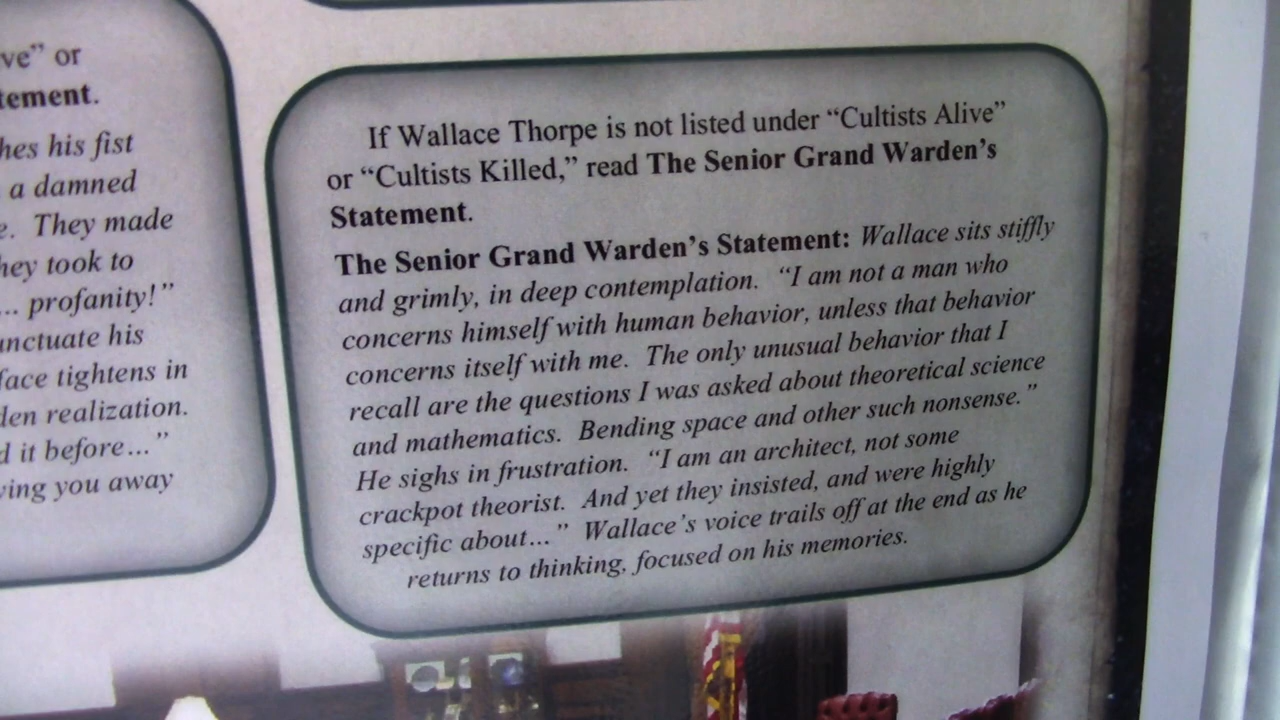 ve” or
tement.
hes his fist
a damned
e. They made
hey took to
... profanity!”
unctuate his
face tightens in
den realization.
d it before...”
ving you away
If Wallace Thorpe is not listed under “Cultists Alive”
or “Cultists Killed,” read The Senior Grand Warden’s
Statement.
The Senior Grand Warden’s Statement: Wallace sits stiffly
and grimly, in deep contemplation. “I am not a man who
concerns himself with human behavior, unless that behavior
concerns itself with me. The only unusual behavior that I
recall are the questions I was asked about theoretical science
and mathematics. Bending space and other such nonsense.”
He sighs in frustration. “I am an architect, not some
crackpot theorist. And yet they insisted, and were highly
specific about...” Wallace’s voice trails off at the end as he
returns to thinking, focused on his memories.